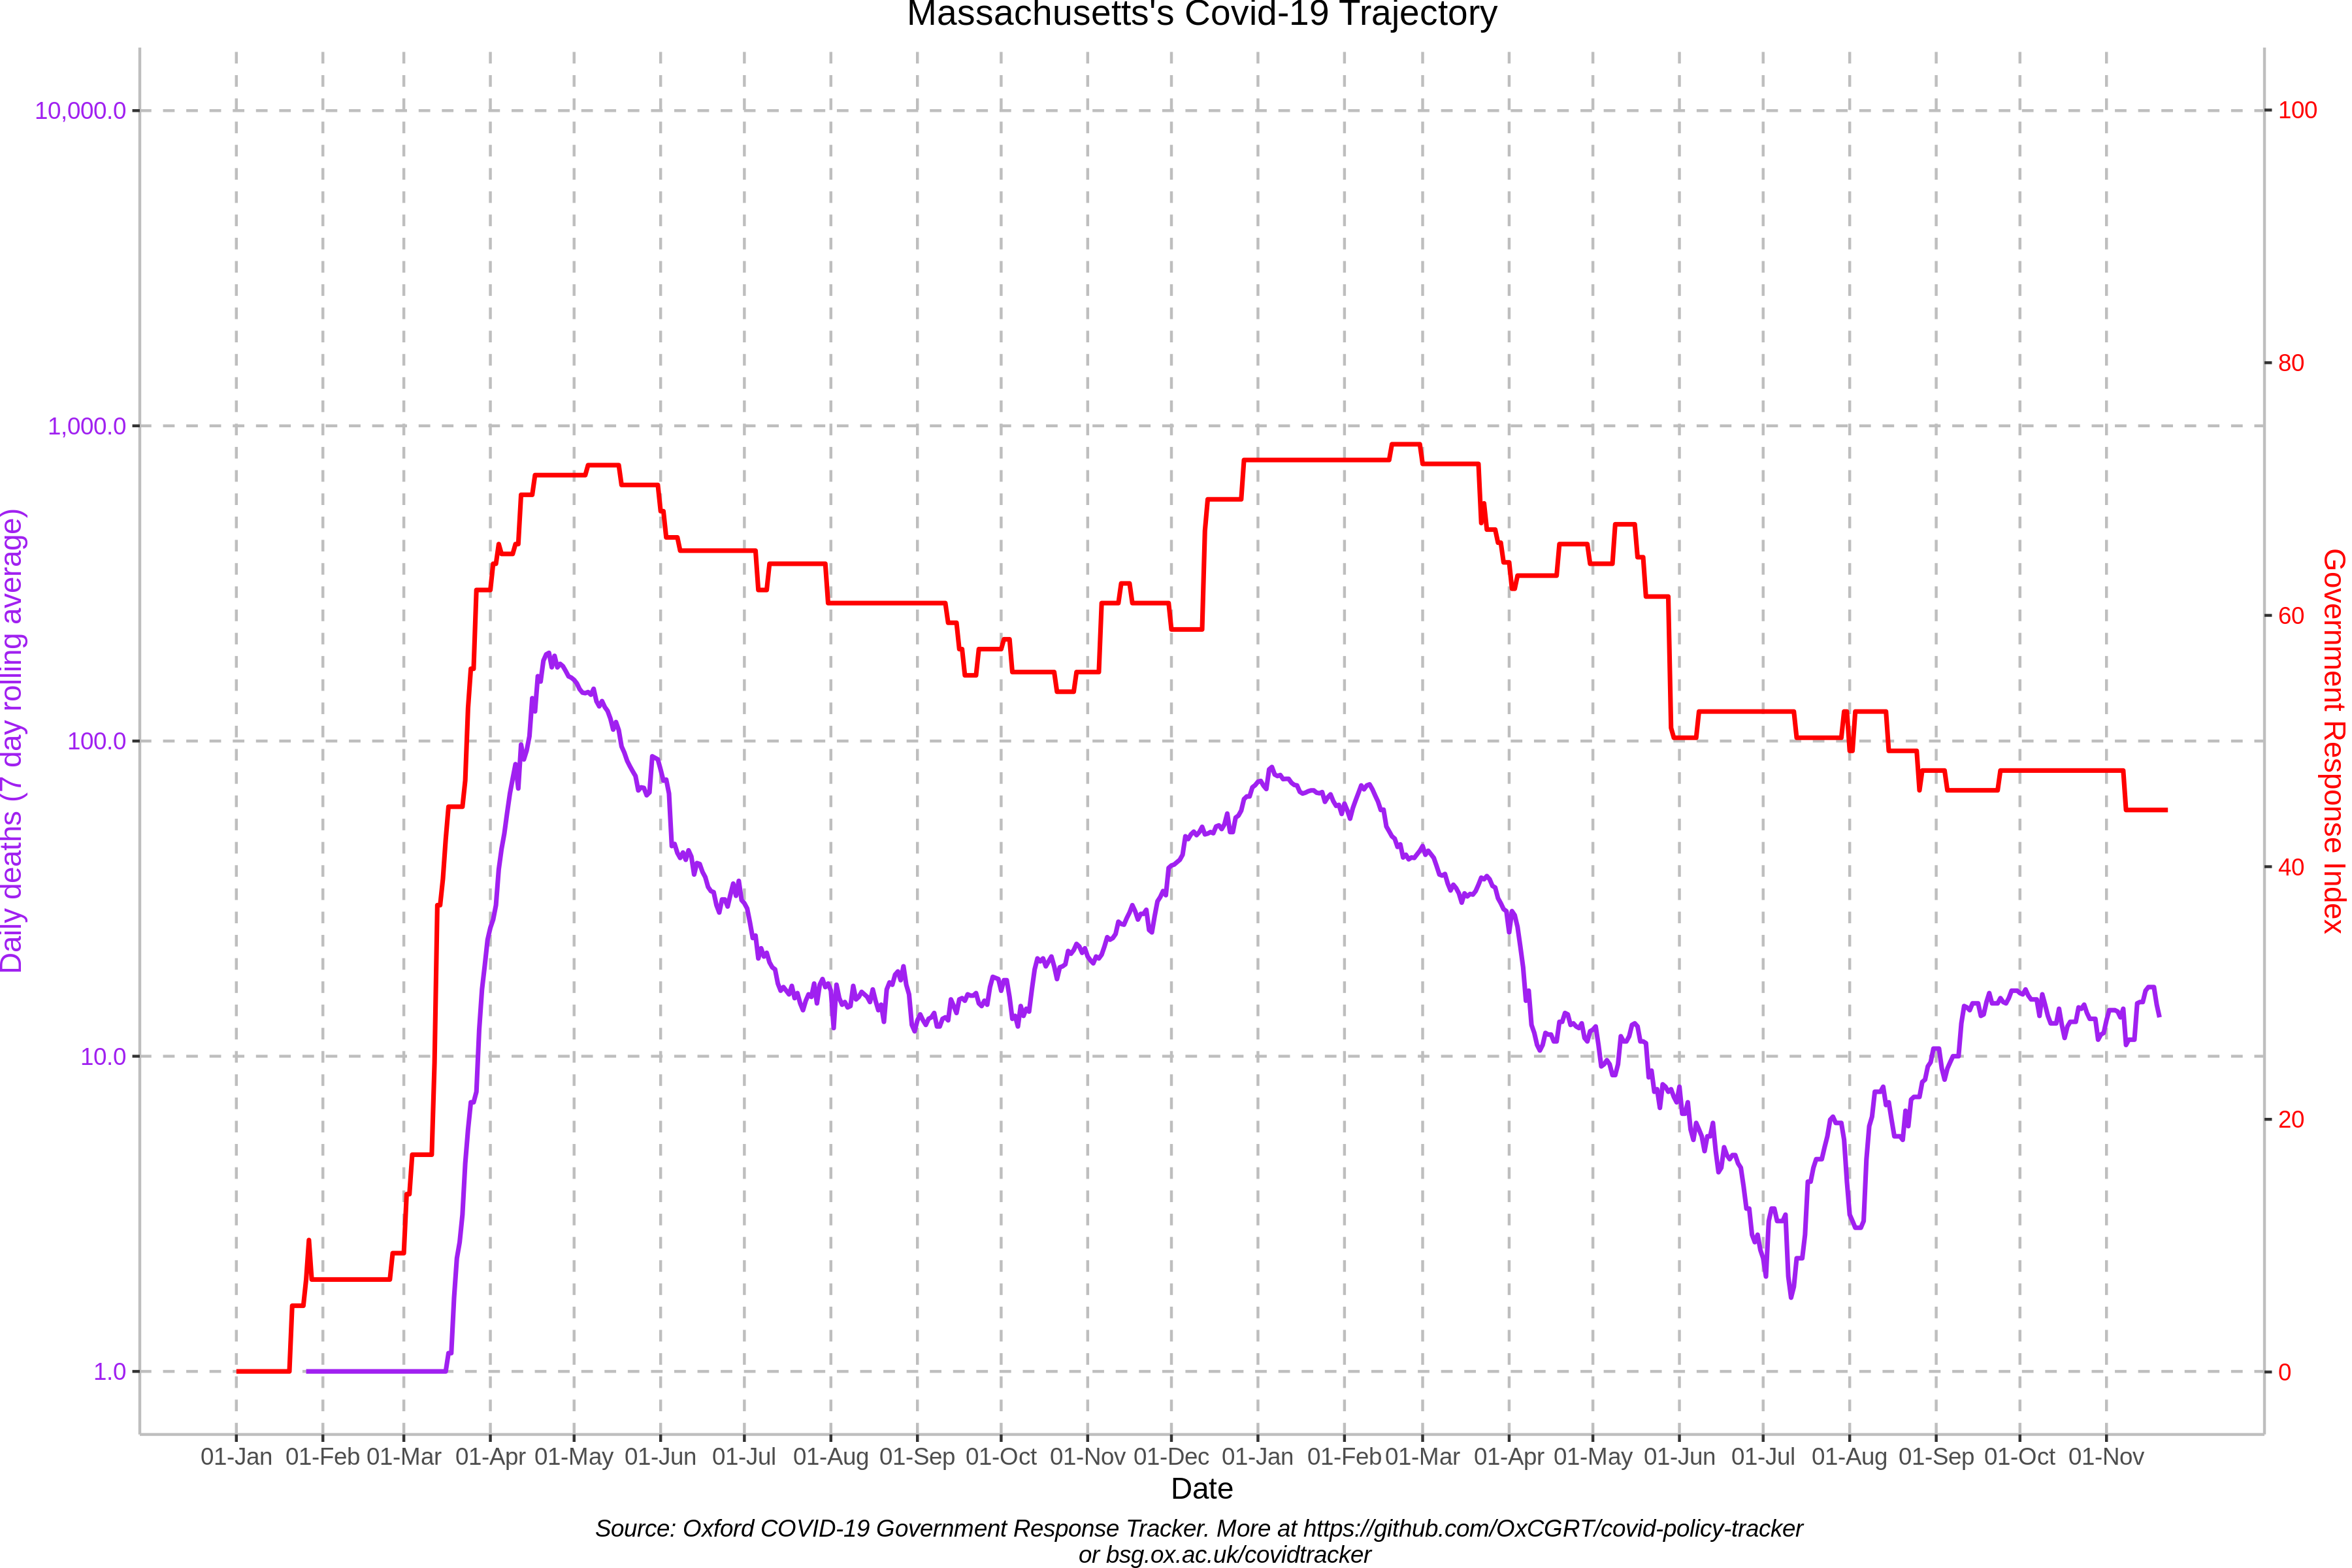 Massachusetts's Covid-19 Trajectory
10,000.0
1,000.0
100.0
10.0
1.0
Daily deaths (7 day rolling average)
100
80
60
40
20
0
Government Response Index
01-Jan 01-Feb 01-Mar 01-Apr 01-May 01-Jun 01-Jul 01-Aug 01-Sep 01-Oct 01-Nov 01-Dec 01-Jan 01-Feb 01-Mar 01-Apr 01-May 01-Jun 01-Jul 01-Aug 01-Sep 01-Oct 01-Nov
Date
Source: Oxford COVID-19 Government Response Tracker. More at https://github.com/OxCGRT/covid-policy-tracker
or bsg.ox.ac.uk/covidtracker